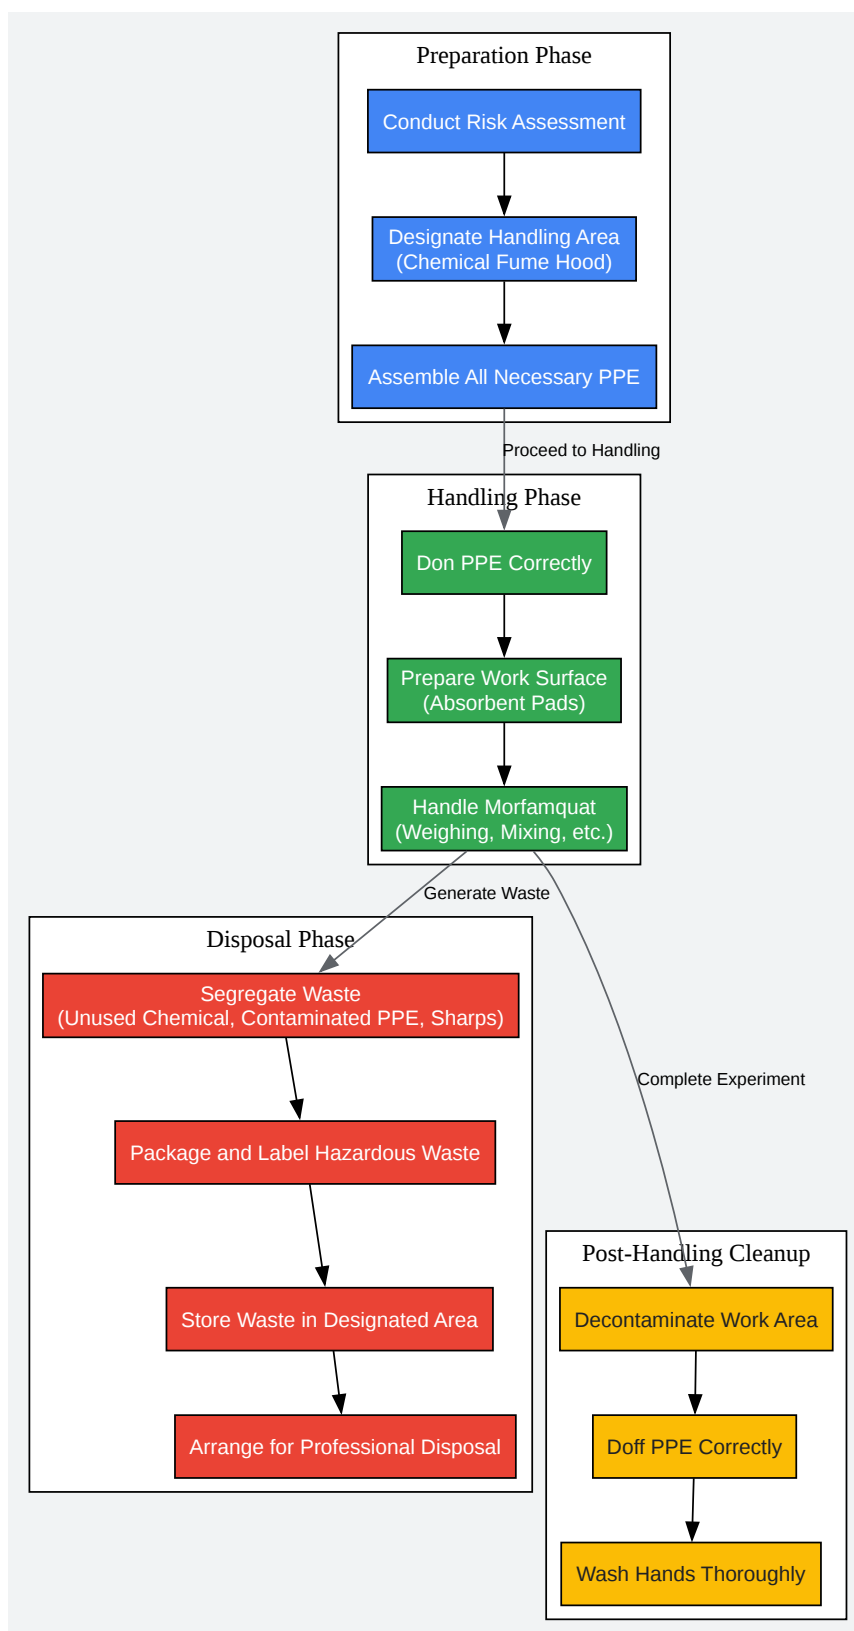 Preparation Phase
Conduct Risk Assessment
Designate Handling Area
(Chemical Fume Hood)
Assemble All Necessary PPE
Proceed to Handling
Handling Phase
Don PPE Correctly
Prepare Work Surface
(Absorbent Pads)
Handle Morfamquat
(Weighing, Mixing, etc.)
Generate Waste
Disposal Phase
Segregate Waste
(Unused Chemical, Contaminated PPE, Sharps)
Package and Label Hazardous Waste
Store Waste in Designated Area
Arrange for Professional Disposal
Complete Experiment
Post-Handling Cleanup
Decontaminate Work Area
Doff PPE Correctly
Wash Hands Thoroughly